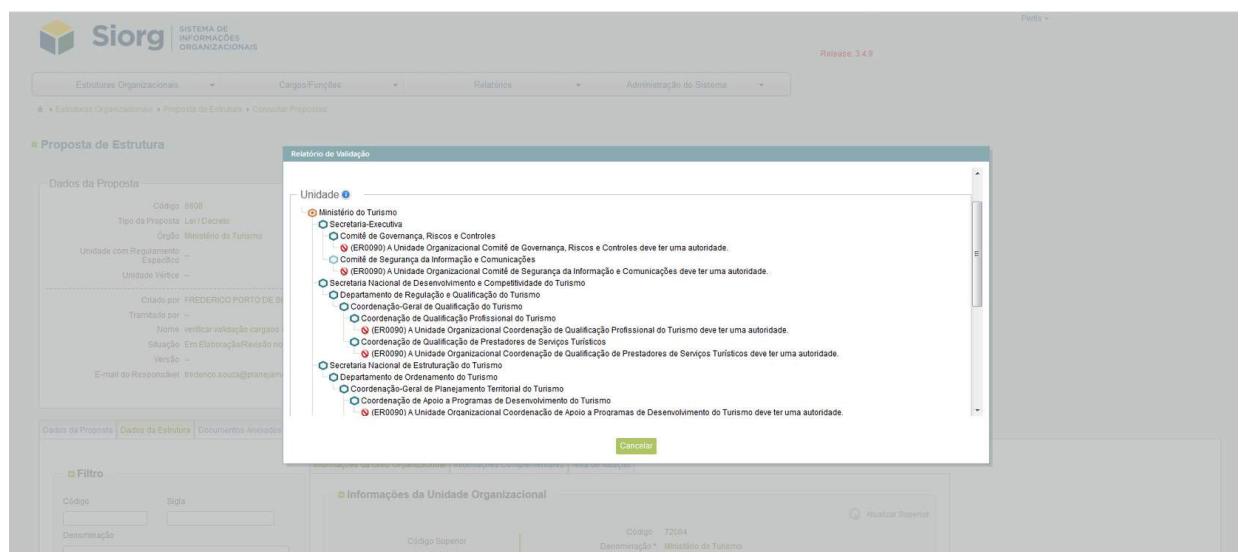 Perfis
Siorg
SISTEMA DE
INFORMAÇÕES
ORGANIZACIONAIS
Release: 3.4.9
Estruturas Organizacionais
Cargos/Funções
Relatórios
Administração do Sistema
Estruturas Organizacionais Proposta de Estrutura Consultar Propostas
Proposta de Estrutura
Relatório de Validação
Dados da Proposta
Código 8808
Tipo da Proposta Lei / Decreto
Órgão Ministério do Turismo
Unidade com Regulamento
Específico --
Unidade Vértice --
Criado por FREDERICO PORTO DE
Tramitado por --
Nome verificar validação cargaos
Situação Em Elaboração/Revisão no
Versão --
E-mail do Responsável frederico.souza@planejam
Unidade
Ministério do Turismo
Secretaria-Executiva
Comitê de Governança, Riscos e Controles
(ER0090) A Unidade Organizacional Comitê de Governança, Riscos e Controles deve ter uma autoridade.
Comitê de Segurança da Informação e Comunicações
(ER0090) A Unidade Organizacional Comitê de Segurança da Informação e Comunicações deve ter uma autoridade.
Secretaria Nacional de Desenvolvimento e Competitividade do Turismo
Departamento de Regulação e Qualificação do Turismo
Coordenação-Geral de Qualificação do Turismo
Coordenação de Qualificação Profissional do Turismo
(ER0090) A Unidade Organizacional Coordenação de Qualificação Profissional do Turismo deve ter uma autoridade.
Coordenação de Qualificação de Prestadores de Serviços Turísticos
(ER0090) A Unidade Organizacional Coordenação de Qualificação de Prestadores de Serviços Turísticos deve ter uma autoridade.
Secretaria Nacional de Estruturação do Turismo
Departamento de Ordenamento do Turismo
Coordenação-Geral de Planejamento Territorial do Turismo
Coordenação de Apoio a Programas de Desenvolvimento do Turismo
(ER0090) A Unidade Organizacional Coordenação de Apoio a Programas de Desenvolvimento do Turismo deve ter uma autoridade.
Cancelar
Dados da Proposta Dados da Estrutura Documentos Anexados
Filtro
Código Sigla
Denominação
Informações da Unidade Organizacional
Atualizar Superior
Código Superior
Código 72084
Denominação * Ministério do Turismo